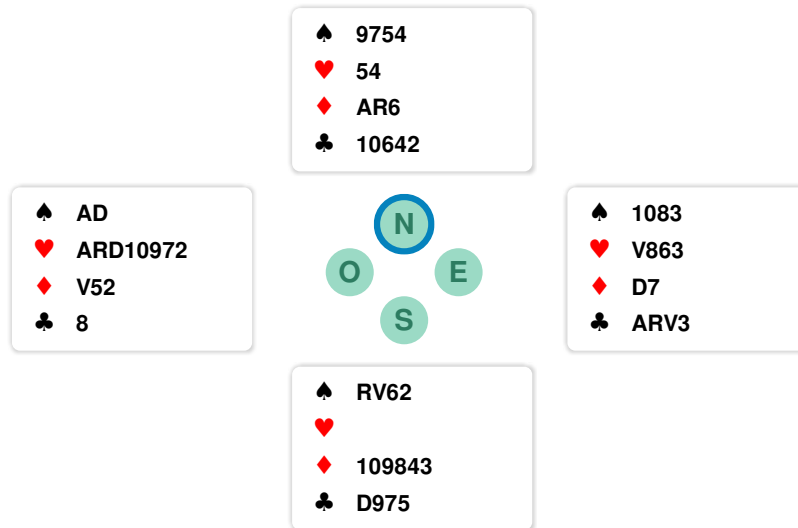 ♠ 9754
♥ 54
♦ AR6
♣ 10642
♠ AD
♥ ARD10972
♦ V52
♣ 8
N
O E
S
♠ 1083
♥ V863
♦ D7
♣ ARV3
♠ RV62
♥
♦ 109843
♣ D975